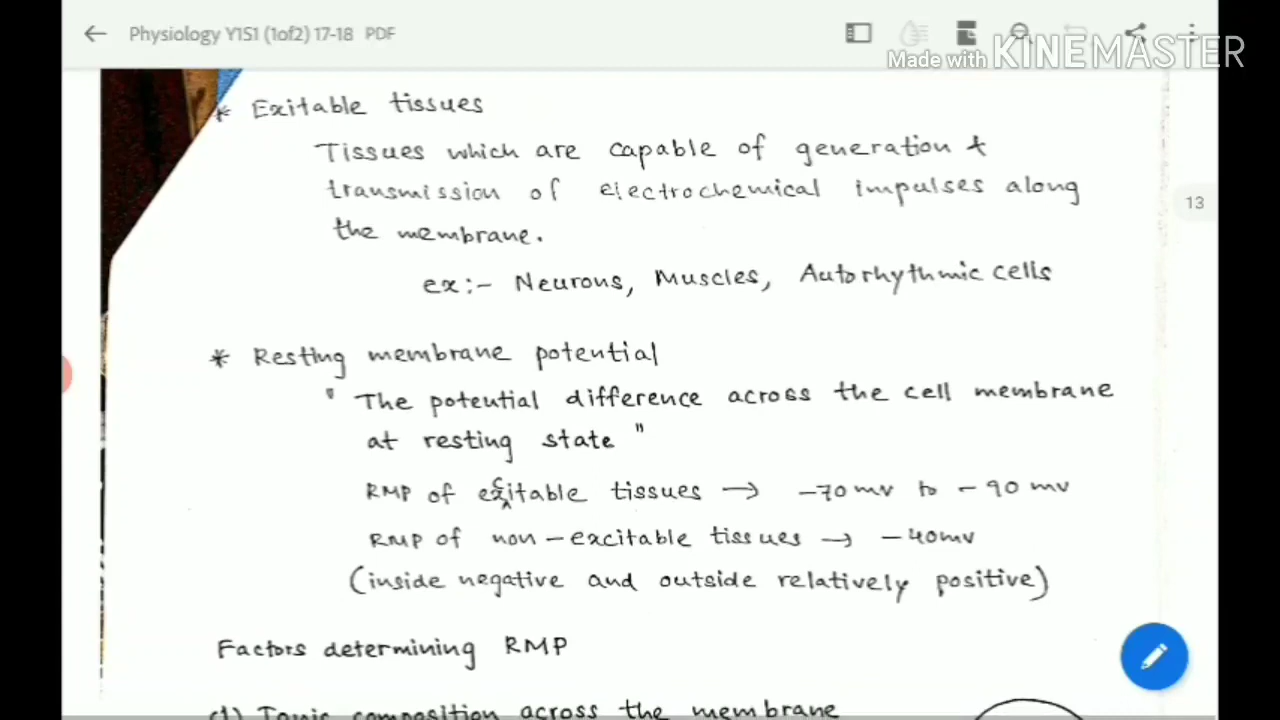 Physiology Y1S1 (1of2) 17-18 PDF
Made with KINEMASTER
* Exitable tissues
Tissues which are capable of generation &
transmission of electrochemical impulses along
the membrane.
13
ex:- Neurons, Muscles, Autorhythmic cells
* Resting membrane potential
" The potential difference across the cell membrane
at resting state "
RMP of excitable tissues → -70mv to -90mv
RMP of non-excitable tissues → -40mv
(inside negative and outside relatively positive)
Factors determining RMP
(1) Ionic composition across the membrane